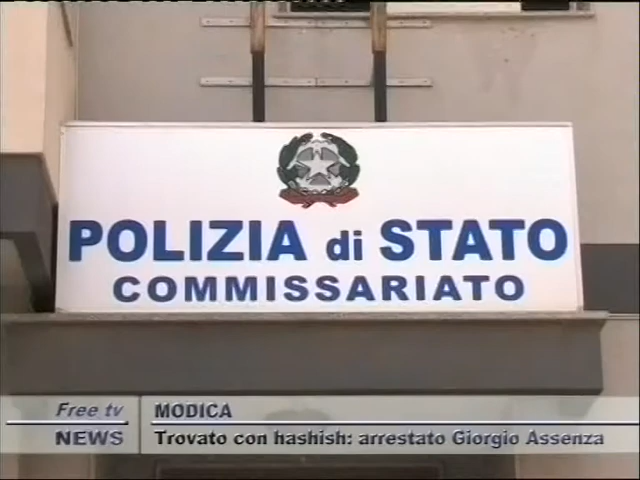 POLIZIA di STATO
COMMISSARIATO
Free tv
NEWS
MODICA
Trovato con hashish: arrestato Giorgio Assenza